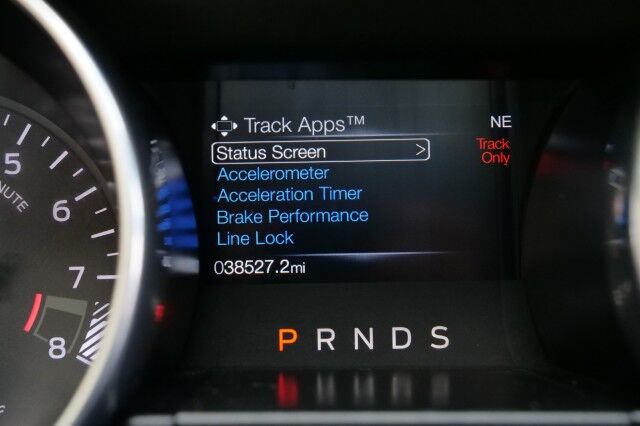 Track Apps™ NE
Status Screen > Track
Only
Accelerometer
Acceleration Timer
Brake Performance
Line Lock
038527.2mi
P R N D S
5
6
7
8